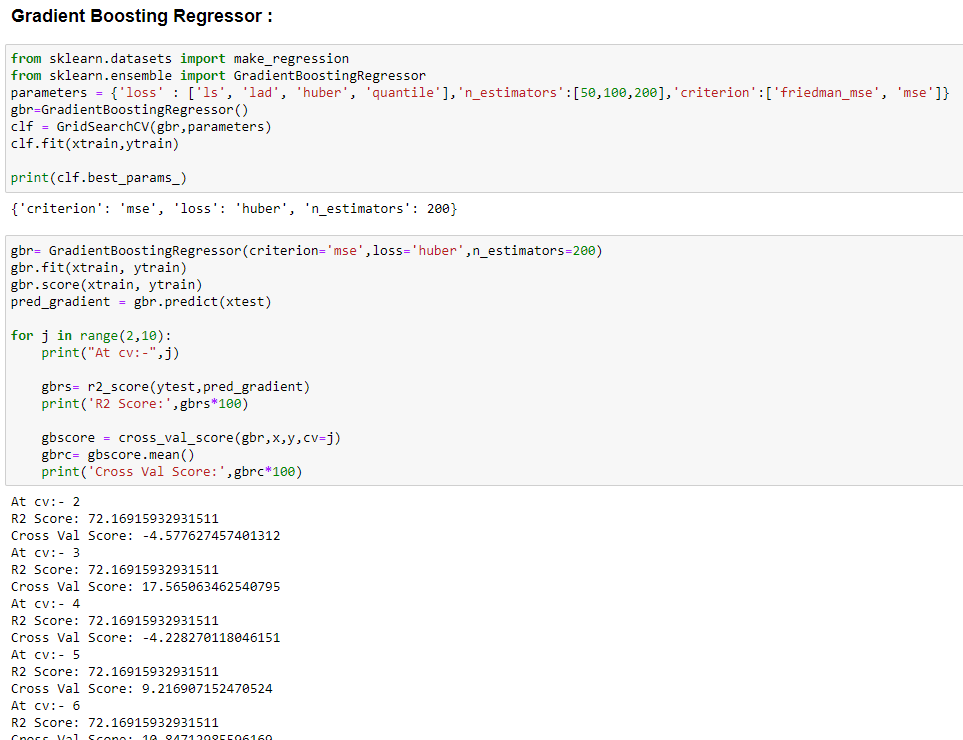 Gradient Boosting Regressor :
from sklearn.datasets import make_regression
from sklearn.ensemble import GradientBoostingRegressor
parameters = {'loss' : ['ls', 'lad', 'huber', 'quantile'],'n_estimators':[50,100,200],'criterion':['friedman_mse', 'mse']}
gbr=GradientBoostingRegressor()
clf = GridSearchCV(gbr,parameters)
clf.fit(xtrain,ytrain)
print(clf.best_params_)
{'criterion': 'mse', 'loss': 'huber', 'n_estimators': 200}
gbr= GradientBoostingRegressor(criterion='mse',loss='huber',n_estimators=200)
gbr.fit(xtrain, ytrain)
gbr.score(xtrain, ytrain)
pred_gradient = gbr.predict(xtest)
for j in range(2,10):
    print("At cv:-",j)
    gbrs= r2_score(ytest,pred_gradient)
    print('R2 Score:',gbrs*100)
    gbscore = cross_val_score(gbr,x,y,cv=j)
    gbrc= gbscore.mean()
    print('Cross Val Score:',gbrc*100)
At cv:- 2
R2 Score: 72.16915932931511
Cross Val Score: -4.577627457401312
At cv:- 3
R2 Score: 72.16915932931511
Cross Val Score: 17.565063462540795
At cv:- 4
R2 Score: 72.16915932931511
Cross Val Score: -4.228270118046151
At cv:- 5
R2 Score: 72.16915932931511
Cross Val Score: 9.216907152470524
At cv:- 6
R2 Score: 72.16915932931511
Cross Val Score: 10.84712985596169